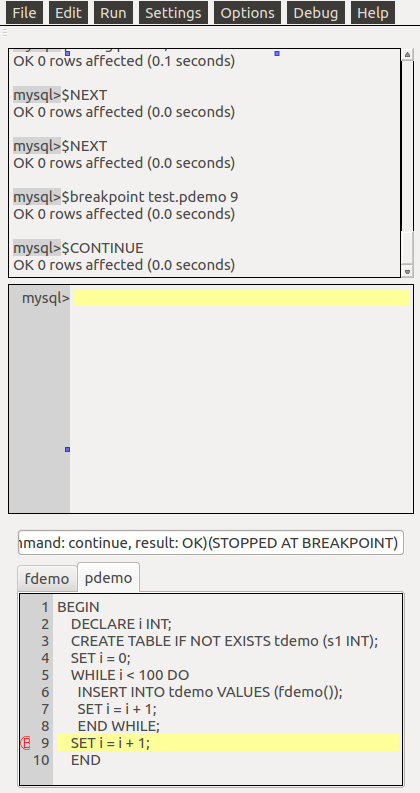 File Edit Run Settings Options Debug Help
OK 0 rows affected (0.1 seconds)
mysql>$NEXT
OK 0 rows affected (0.0 seconds)
mysql>$NEXT
OK 0 rows affected (0.0 seconds)
mysql>$breakpoint test.pdemo 9
OK 0 rows affected (0.0 seconds)
mysql>$CONTINUE
OK 0 rows affected (0.0 seconds)
mysql>
mmand: continue, result: OK)(STOPPED AT BREAKPOINT)
fdemo pdemo
1 BEGIN
2 DECLARE i INT;
3 CREATE TABLE IF NOT EXISTS tdemo (s1 INT);
4 SET i = 0;
5 WHILE i < 100 DO
6 INSERT INTO tdemo VALUES (fdemo());
7 SET i = i + 1;
8 END WHILE;
B 9 SET i = i + 1;
10 END